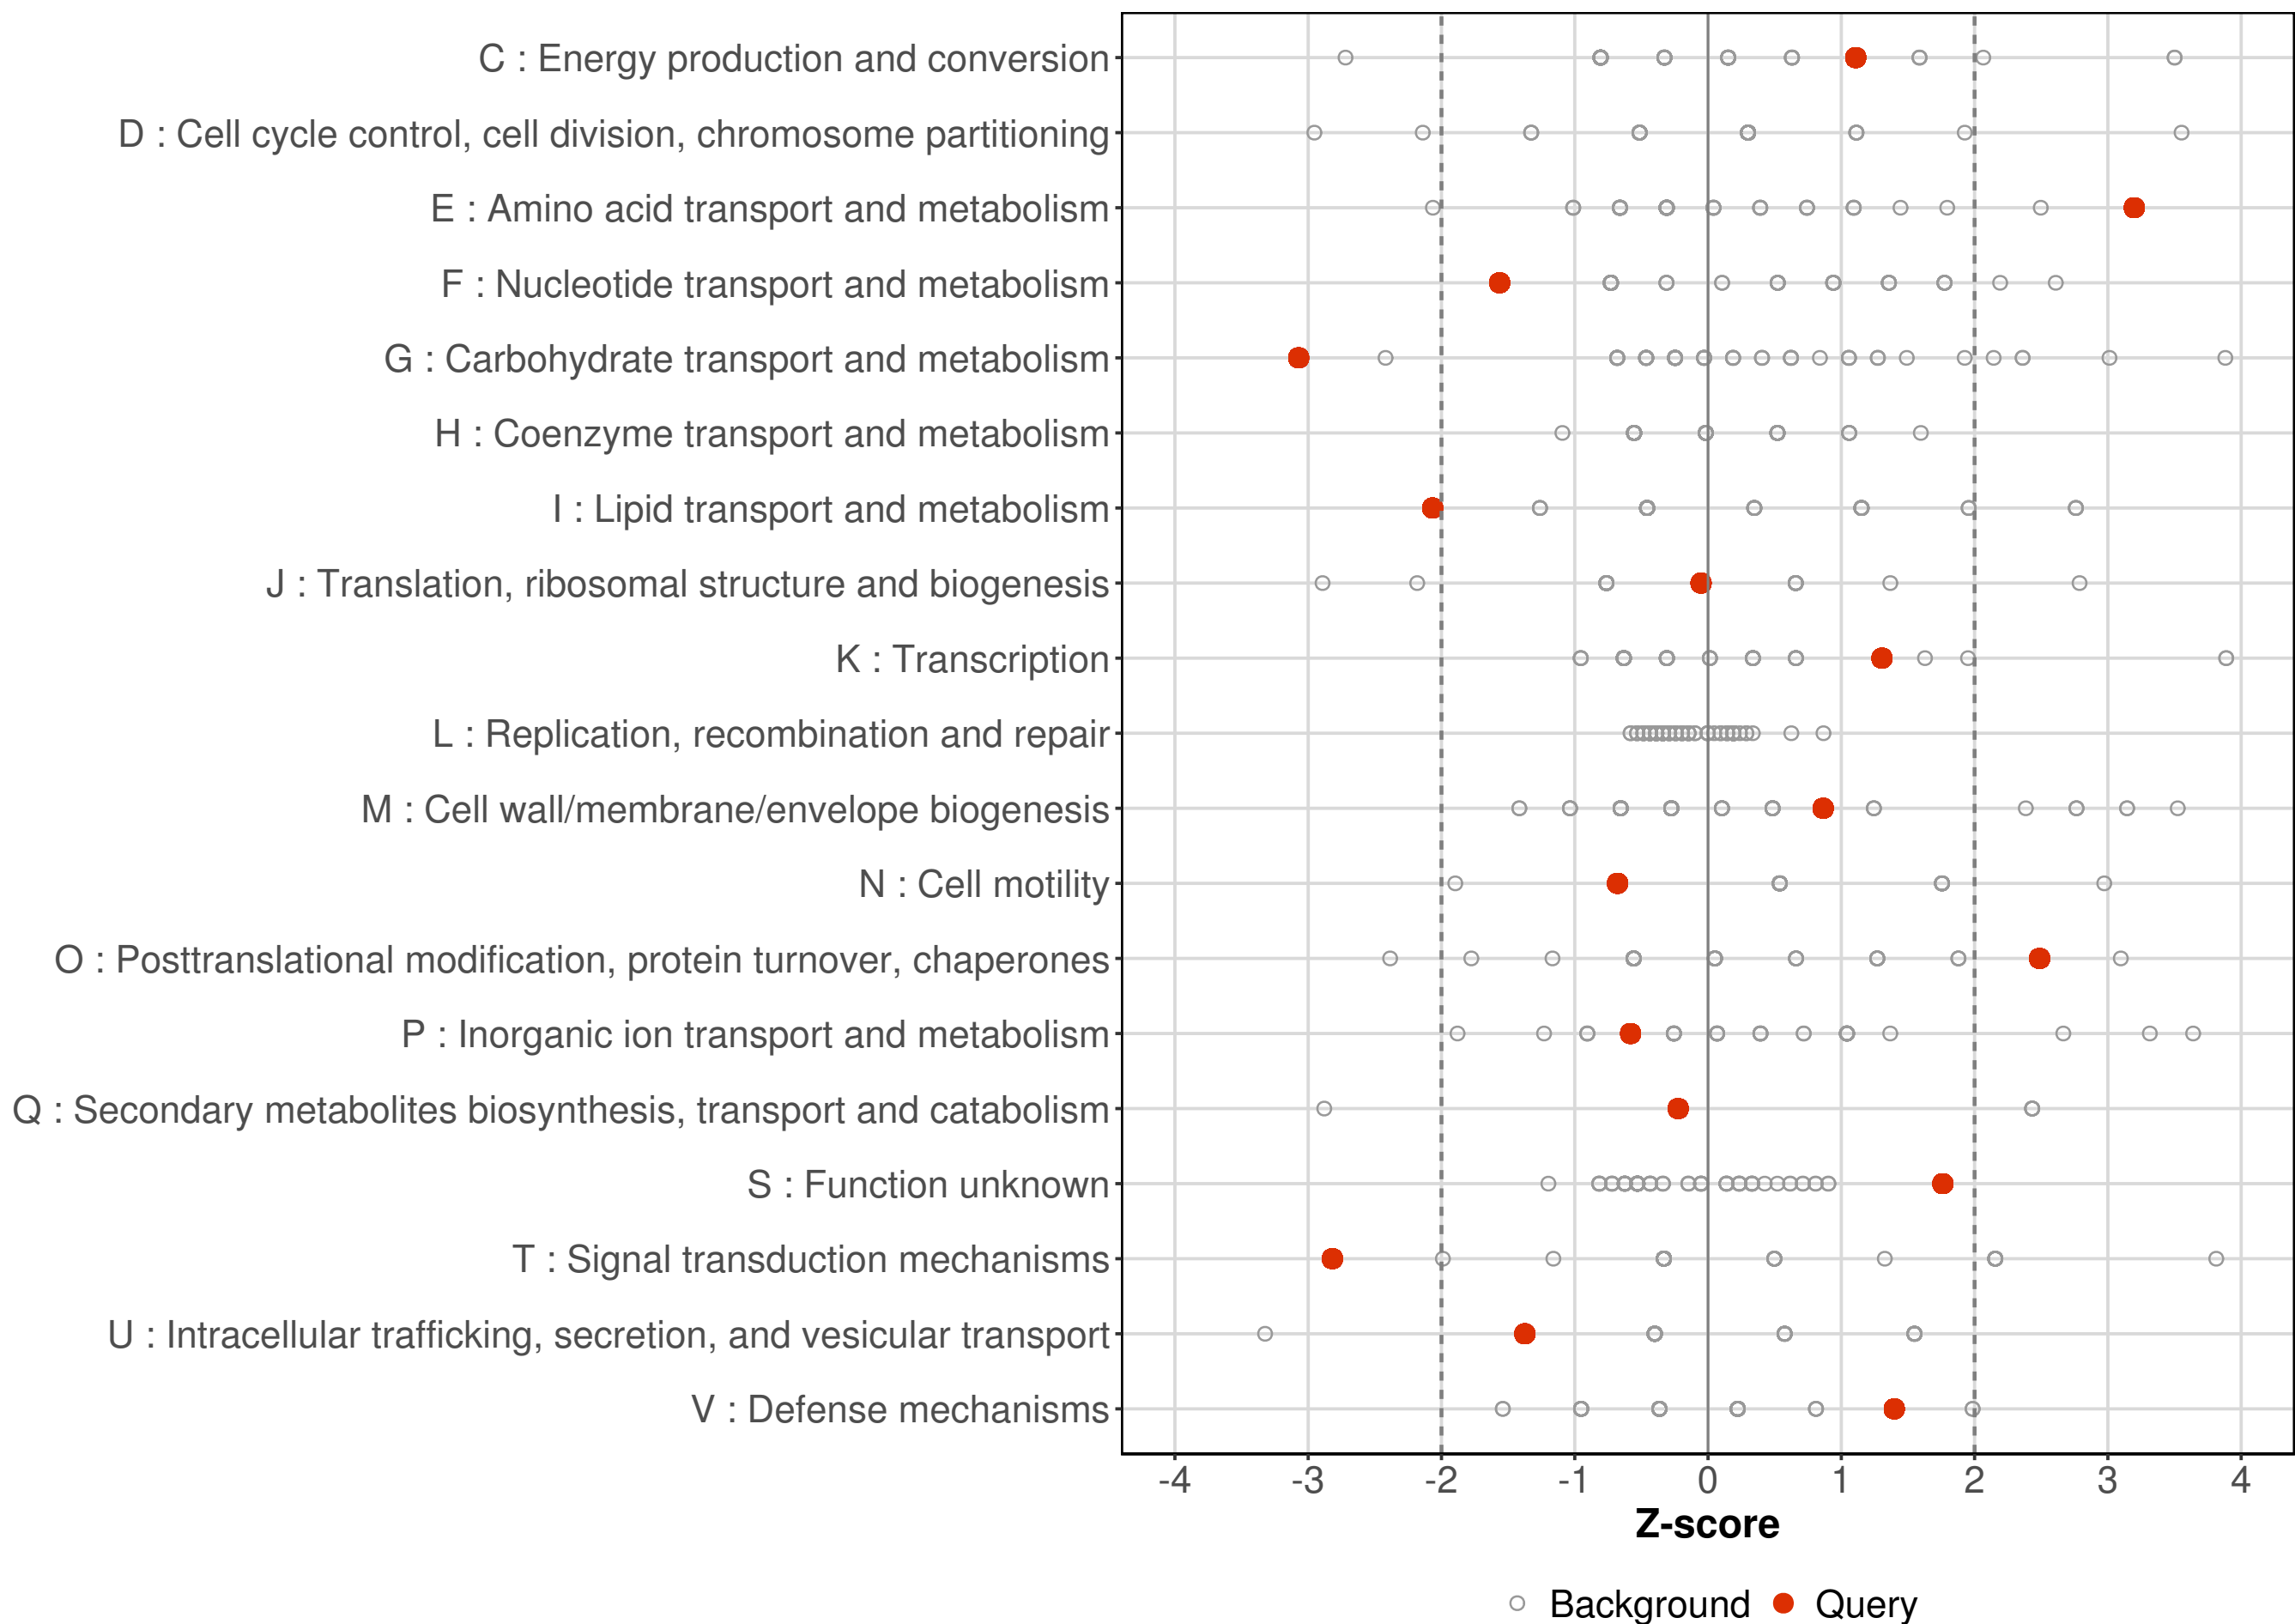 C : Energy production and conversion
D : Cell cycle control, cell division, chromosome partitioning
E : Amino acid transport and metabolism
F : Nucleotide transport and metabolism
G : Carbohydrate transport and metabolism
H : Coenzyme transport and metabolism
I : Lipid transport and metabolism
J : Translation, ribosomal structure and biogenesis
K : Transcription
L : Replication, recombination and repair
M : Cell wall/membrane/envelope biogenesis
N : Cell motility
O : Posttranslational modification, protein turnover, chaperones
P : Inorganic ion transport and metabolism
Q : Secondary metabolites biosynthesis, transport and catabolism
S : Function unknown
T : Signal transduction mechanisms
U : Intracellular trafficking, secretion, and vesicular transport
V : Defense mechanisms
-4 -3 -2 -1 0 1 2 3 4
Z-score
Background Query